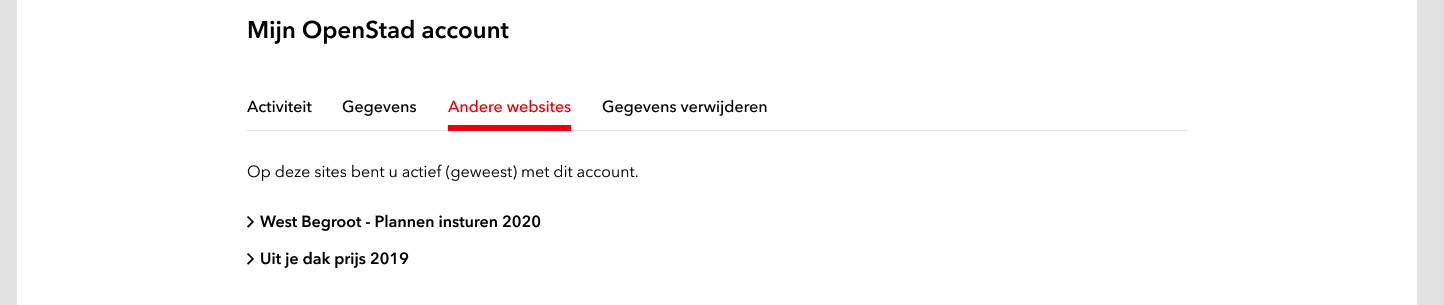 Mijn OpenStad account
Activiteit Gegevens Andere websites Gegevens verwijderen
Op deze sites bent u actief (geweest) met dit account.
West Begroot - Plannen insturen 2020
Uit je dak prijs 2019